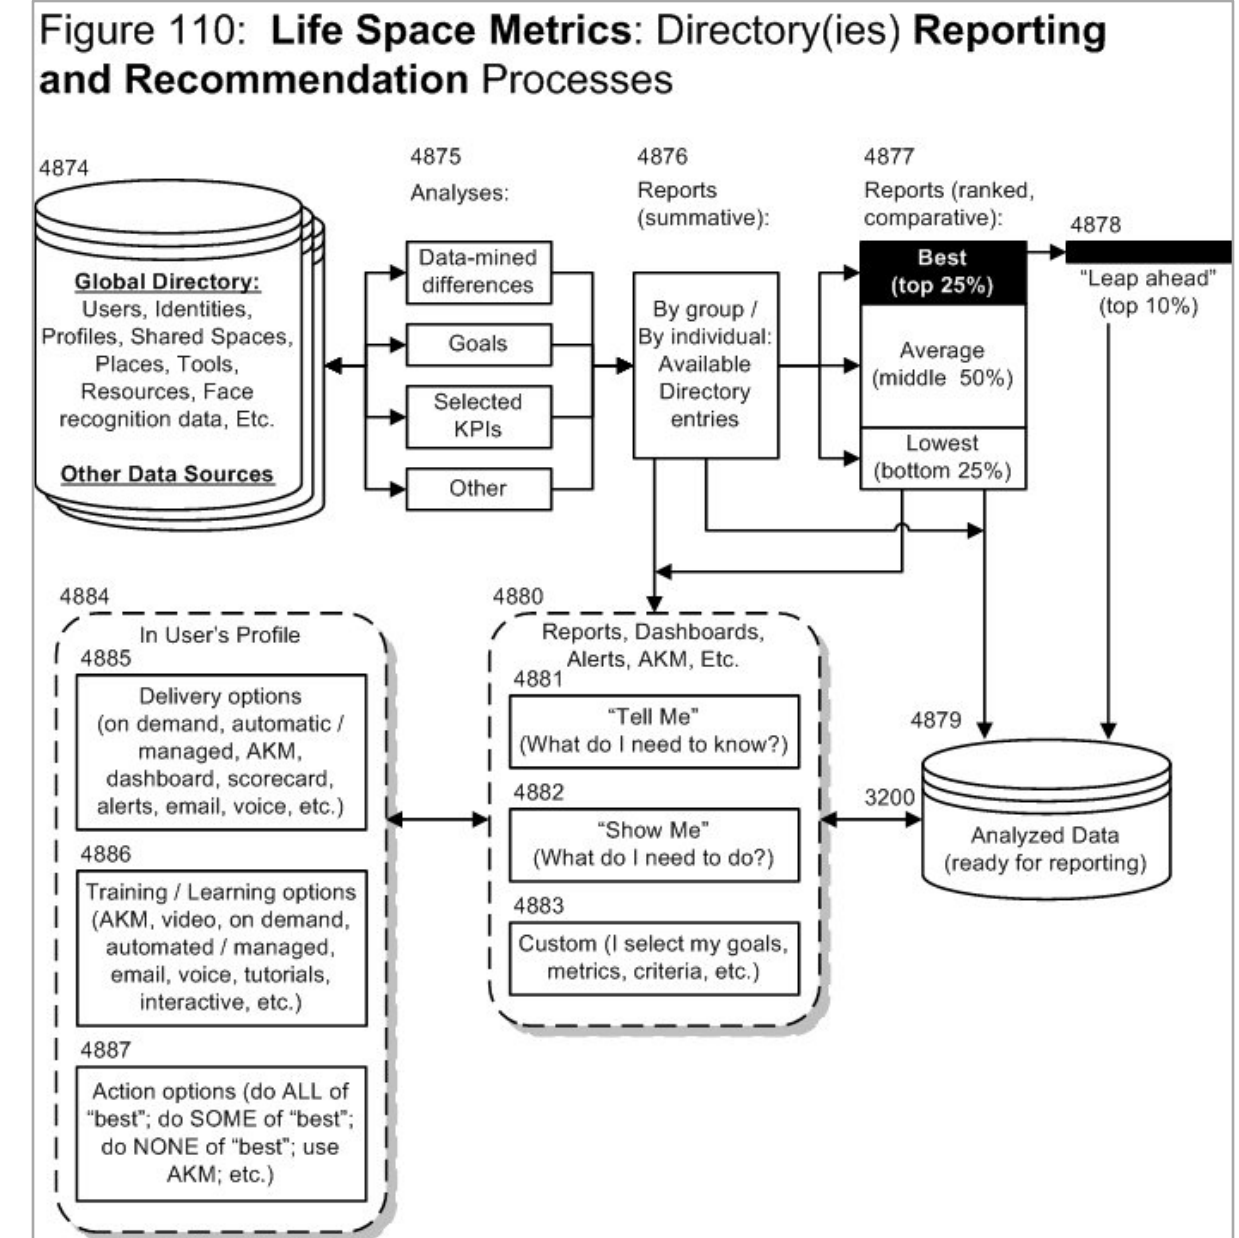 Figure 110: Life Space Metrics: Directory(ies) Reporting
and Recommendation Processes
4874
Global Directory:
Users, Identities,
Profiles, Shared Spaces,
Places, Tools,
Resources, Face
recognition data, Etc.
Other Data Sources
4875
Analyses:
Data-mined
differences
Goals
Selected
KPIs
Other
4876
Reports
(summative):
By group /
By individual:
Available
Directory
entries
4877
Reports (ranked,
comparative):
Best
(top 25%)
Average
(middle 50%)
Lowest
(bottom 25%)
4878
“Leap ahead”
(top 10%)
4884
In User’s Profile
4885
Delivery options
(on demand, automatic /
managed, AKM,
dashboard, scorecard,
alerts, email, voice, etc.)
4886
Training / Learning options
(AKM, video, on demand,
automated / managed,
email, voice, tutorials,
interactive, etc.)
4887
Action options (do ALL of
“best”; do SOME of “best”;
do NONE of “best”; use
AKM; etc.)
4880
Reports, Dashboards,
Alerts, AKM, Etc.
4881
“Tell Me”
(What do I need to know?)
4882
“Show Me”
(What do I need to do?)
4883
Custom (I select my goals,
metrics, criteria, etc.)
3200
4879
Analyzed Data
(ready for reporting)